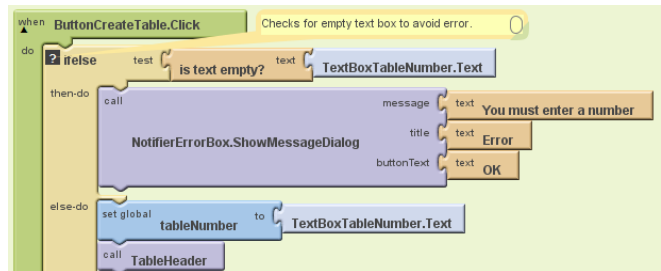 when ButtonCreateTable.Click
Checks for empty text box to avoid error.
do
? ifelse test is text empty? text TextBoxTableNumber.Text
then-do
call NotifierErrorBox.ShowMessageDialog
message text You must enter a number
title text Error
buttonText text OK
else-do
set global tableNumber to TextBoxTableNumber.Text
call TableHeader